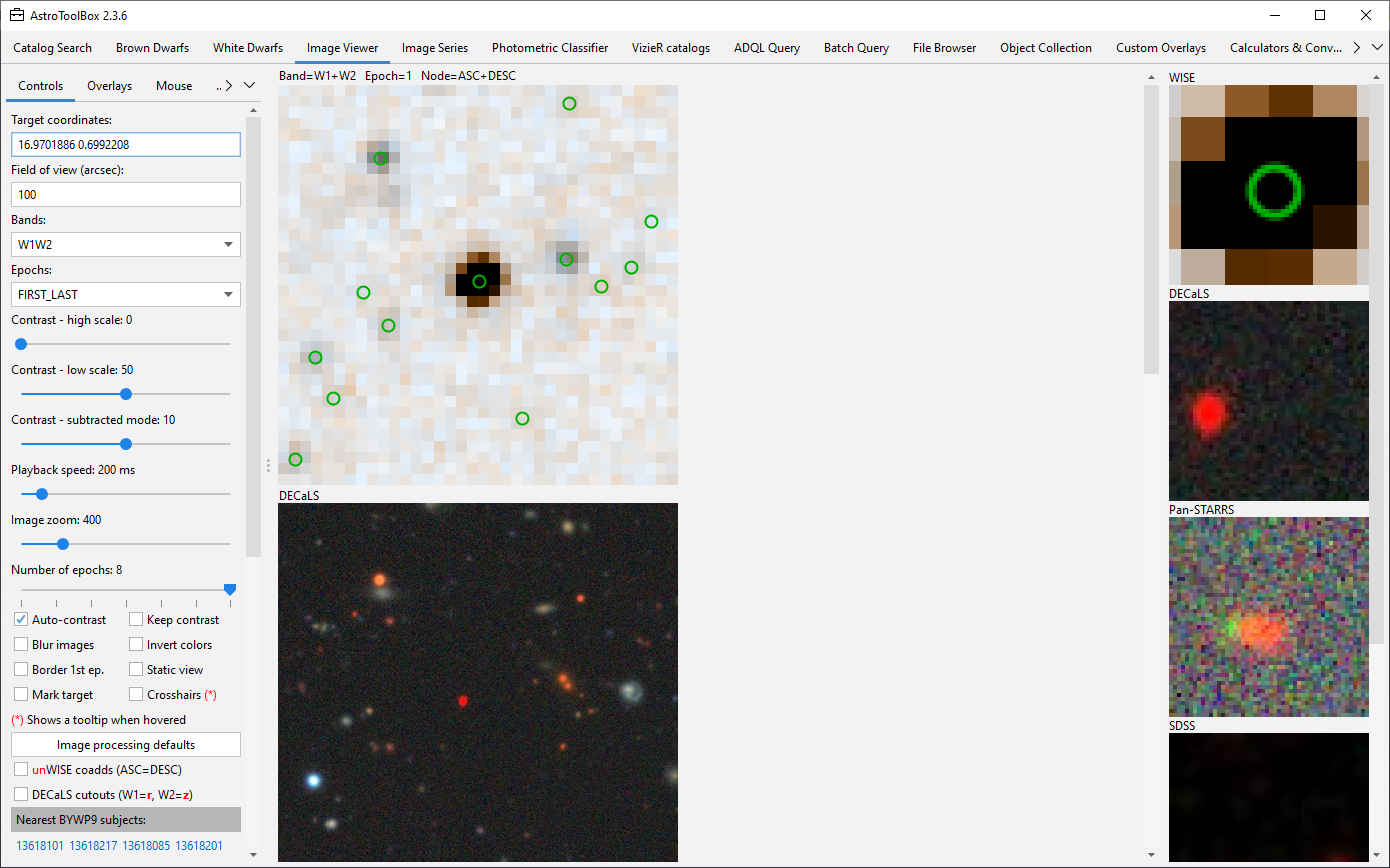 AstroToolBox 2.3.6
Catalog Search Brown Dwarfs White Dwarfs Image Viewer Image Series Photometric Classifier VizieR catalogs ADQL Query Batch Query File Browser Object Collection Custom Overlays Calculators & Conv...
Controls Overlays Mouse ..
Target coordinates:
16.9701886 0.6992208
Field of view (arcsec):
100
Bands:
W1W2
Epochs:
FIRST_LAST
Contrast - high scale: 0
Contrast - low scale: 50
Contrast - subtracted mode: 10
Playback speed: 200 ms
Image zoom: 400
Number of epochs: 8
Auto-contrast Keep contrast
Blur images Invert colors
Border 1st ep. Static view
Mark target Crosshairs (*)
(*) Shows a tooltip when hovered
Image processing defaults
unWISE coadds (ASC=DESC)
DECaLS cutouts (W1=r, W2=z)
Nearest BYWP9 subjects:
13618101 13618217 13618085 13618201
Band=W1+W2 Epoch=1 Node=ASC+DESC
DECaLS
WISE
DECaLS
Pan-STARRS
SDSS